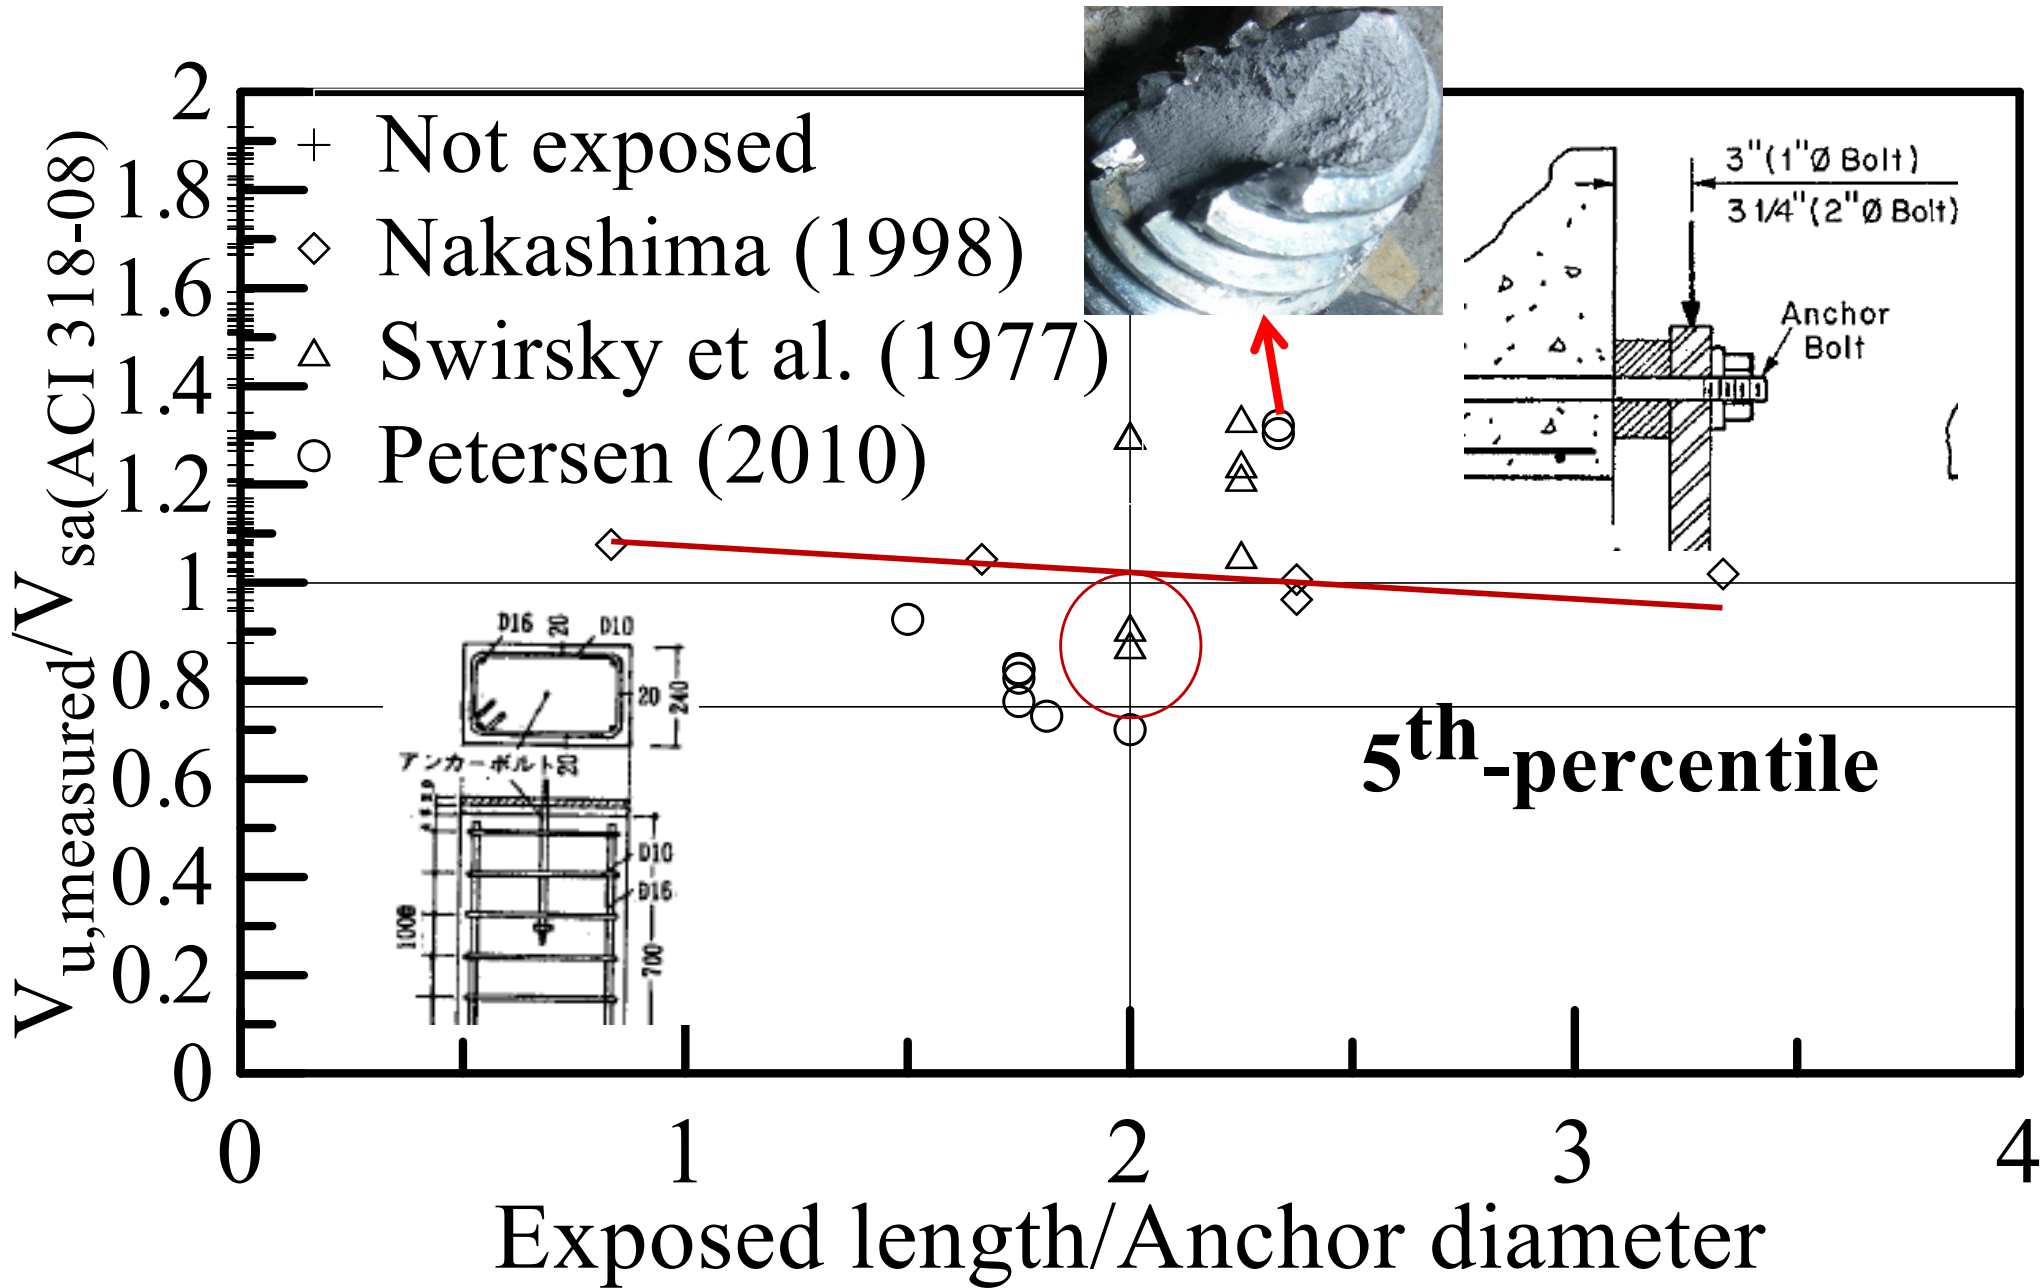 2
1.8
1.6
1.4
1.2
1
0.8
0.6
0.4
0.2
0
V u,measured/V sa(ACI 318-08)
Not exposed
Nakashima (1998)
Swirsky et al. (1977)
Petersen (2010)
3"(1"Ø Bolt)
3 1/4"(2"Ø Bolt)
Anchor
Bolt
D16
20
D10
20
240
アンカーボルト
20
D10
D16
1000
700
5th-percentile
0
1
2
3
4
Exposed length/Anchor diameter